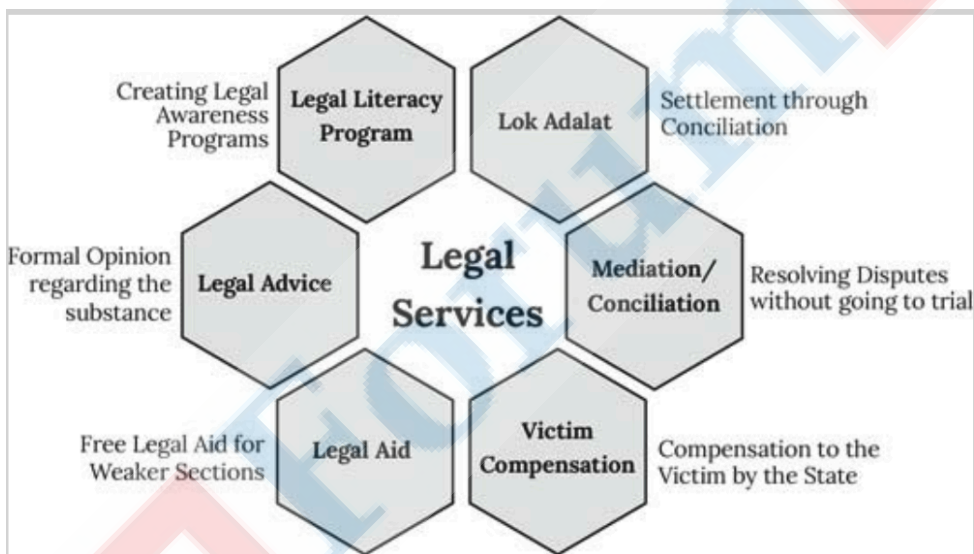 Creating Legal
Awareness
Programs
Legal Literacy
Program
Lok Adalat
Settlement through
Conciliation
Formal Opinion
regarding the
substance
Legal Advice
Legal
Services
Mediation/
Conciliation
Resolving Disputes
without going to trial
Free Legal Aid for
Weaker Sections
Legal Aid
Victim
Compensation
Compensation to the
Victim by the State
Forum